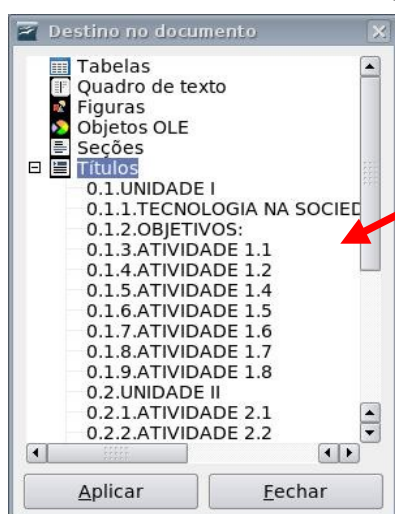 Destino no documento
Tabelas
Quadro de texto
Figuras
Objetos OLE
Seções
Títulos
0.1.UNIDADE I
0.1.1.TECNOLOGIA NA SOCIED
0.1.2.OBJETIVOS:
0.1.3.ATIVIDADE 1.1
0.1.4.ATIVIDADE 1.2
0.1.5.ATIVIDADE 1.4
0.1.6.ATIVIDADE 1.5
0.1.7.ATIVIDADE 1.6
0.1.8.ATIVIDADE 1.7
0.1.9.ATIVIDADE 1.8
0.2.UNIDADE II
0.2.1.ATIVIDADE 2.1
0.2.2.ATIVIDADE 2.2
Aplicar Fechar